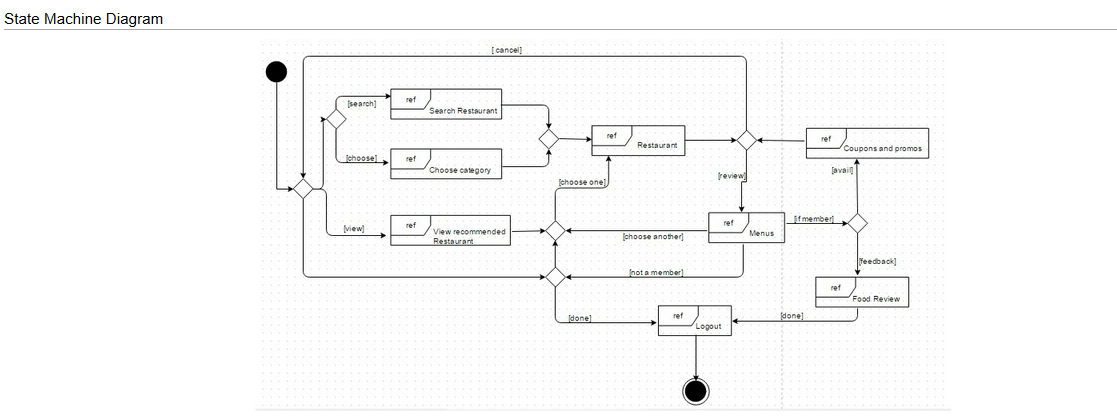 State Machine Diagram
[ cancel]
ref
Search Restaurant
[search]
[choose]
ref
Choose category
ref
Restaurant
ref
Coupons and promos
[avail]
[review]
[choose one]
ref
View recommended
Restaurant
[view]
ref
Menus
[if member]
[choose another]
[not a member]
[feedback]
ref
Food Review
ref
Logout
[done]
[done]